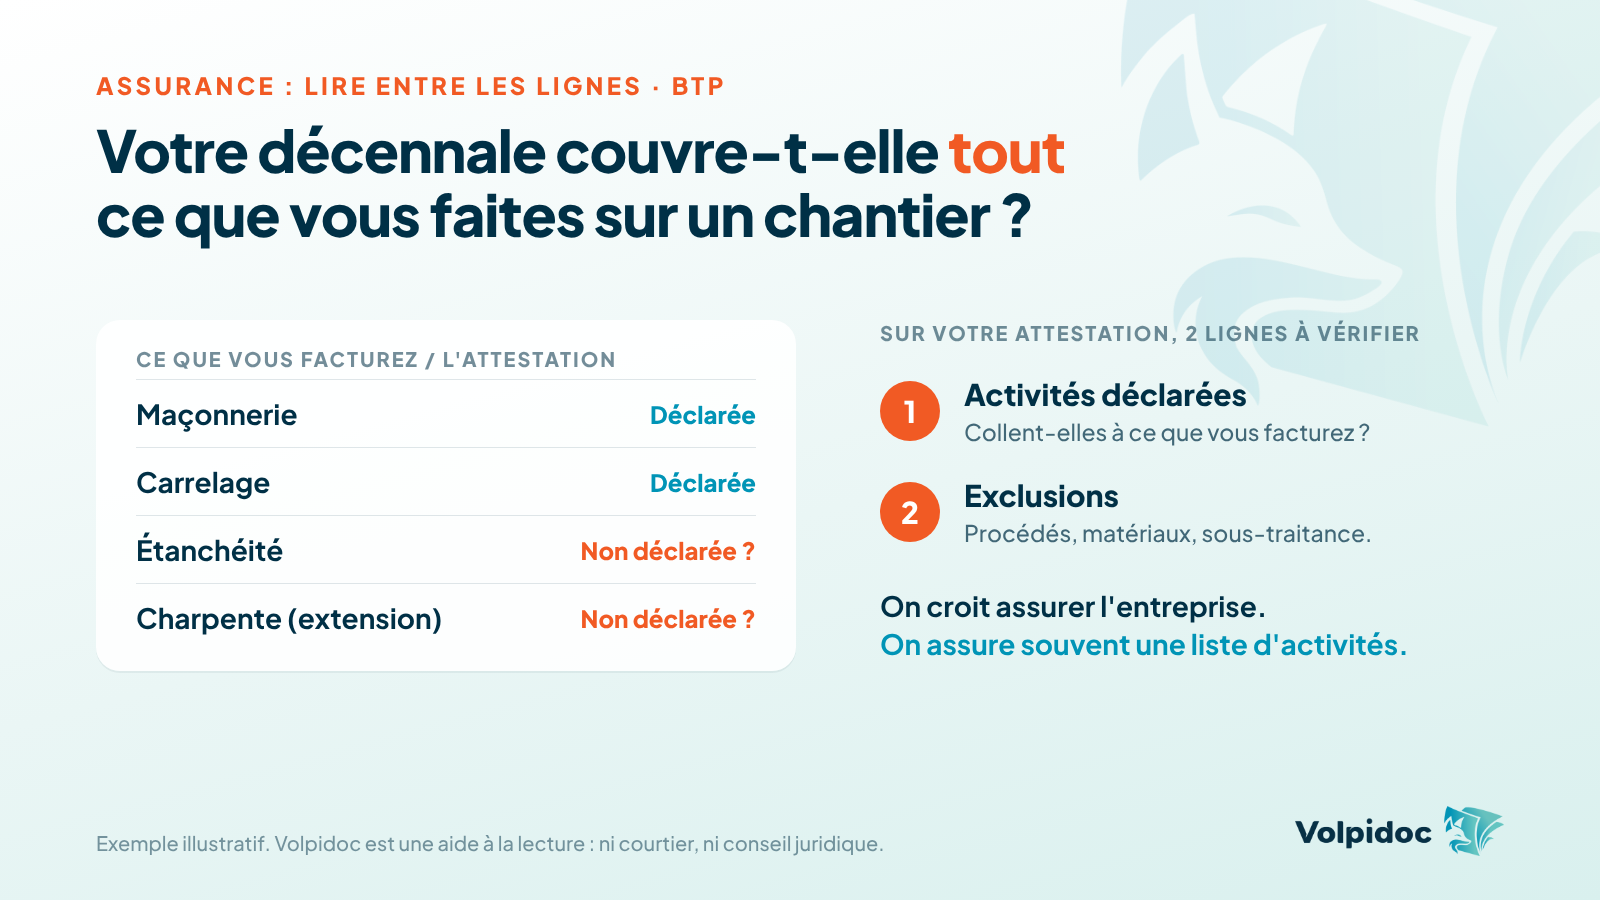 ASSURANCE : LIRE ENTRE LES LIGNES · BTP
Votre décennale couvre-t-elle tout
ce que vous faites sur un chantier ?
CE QUE VOUS FACTUREZ / L'ATTESTATION
Maçonnerie Déclarée
Carrelage Déclarée
Étanchéité Non déclarée ?
Charpente (extension) Non déclarée ?
SUR VOTRE ATTESTATION, 2 LIGNES À VÉRIFIER
1 Activités déclarées
Collent-elles à ce que vous facturez ?
2 Exclusions
Procédés, matériaux, sous-traitance.
On croit assurer l'entreprise.
On assure souvent une liste d'activités.
Exemple illustratif. Volpidoc est une aide à la lecture : ni courtier, ni conseil juridique.
Volpidoc